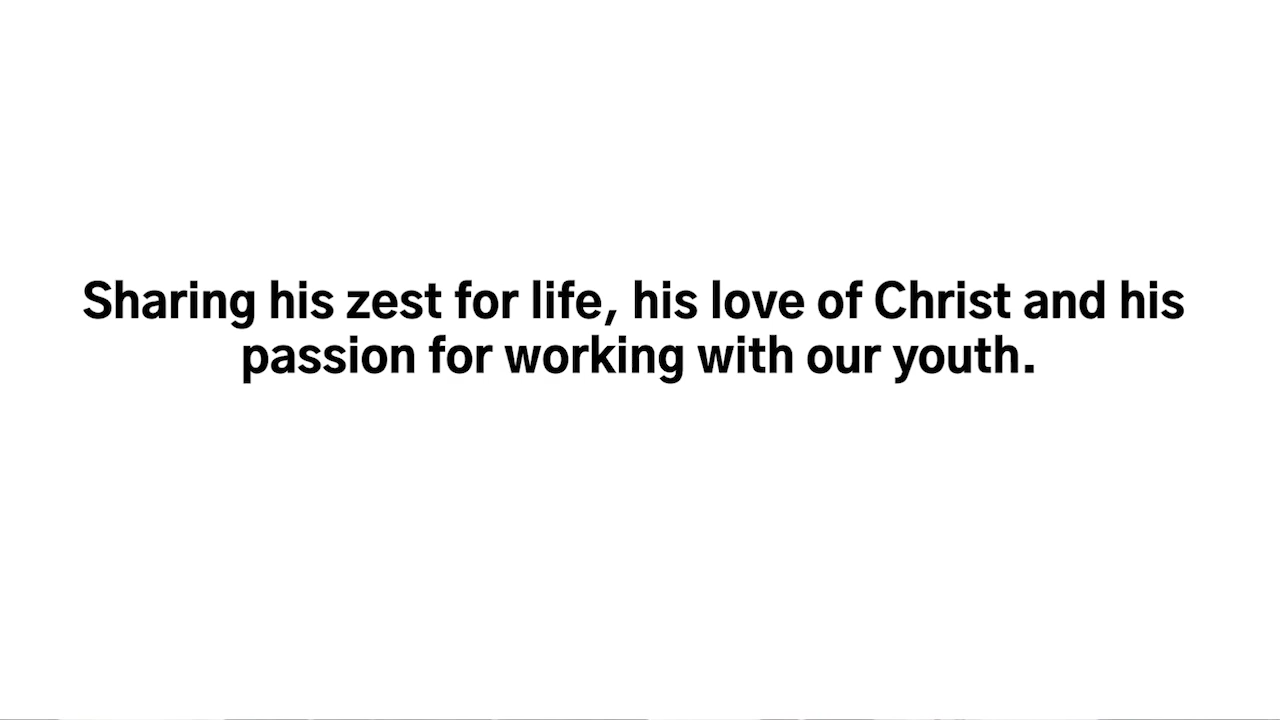 Sharing his zest for life, his love of Christ and his
passion for working with our youth.